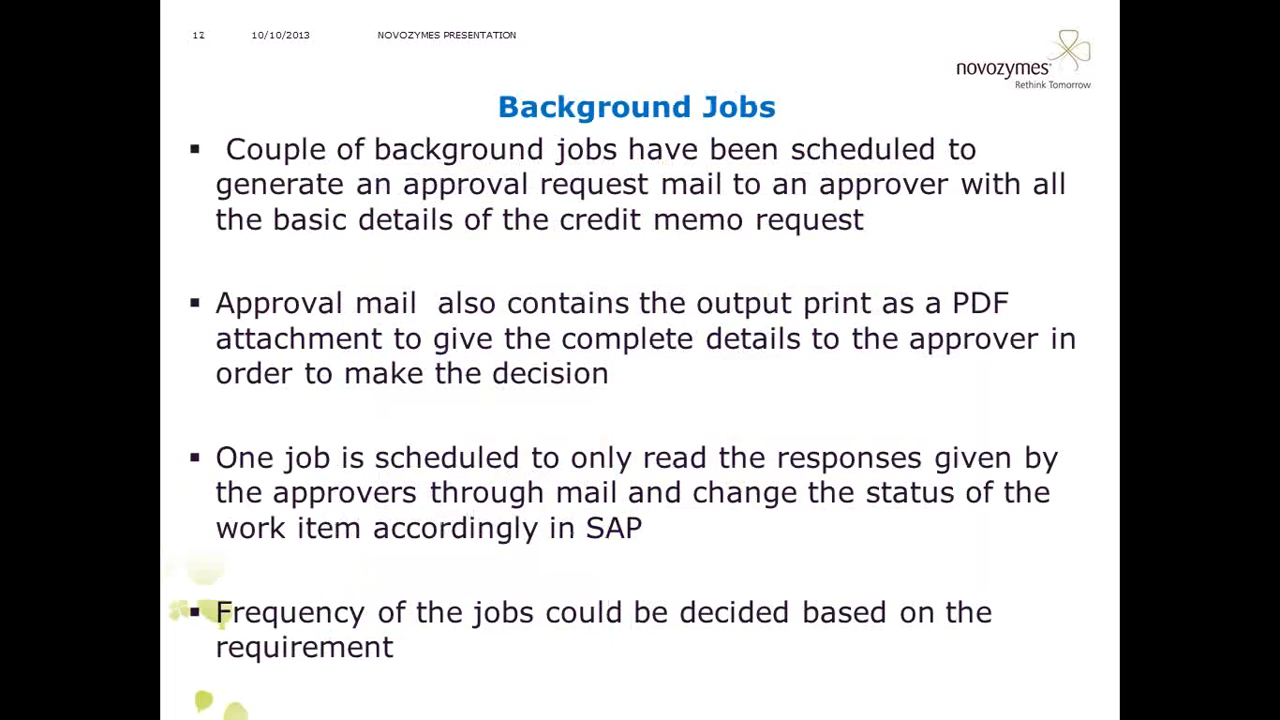 12 10/10/2013 NOVOZYMES PRESENTATION
novozymes
Rethink Tomorrow
Background Jobs
▪ Couple of background jobs have been scheduled to
generate an approval request mail to an approver with all
the basic details of the credit memo request
▪ Approval mail also contains the output print as a PDF
attachment to give the complete details to the approver in
order to make the decision
▪ One job is scheduled to only read the responses given by
the approvers through mail and change the status of the
work item accordingly in SAP
▪ Frequency of the jobs could be decided based on the
requirement